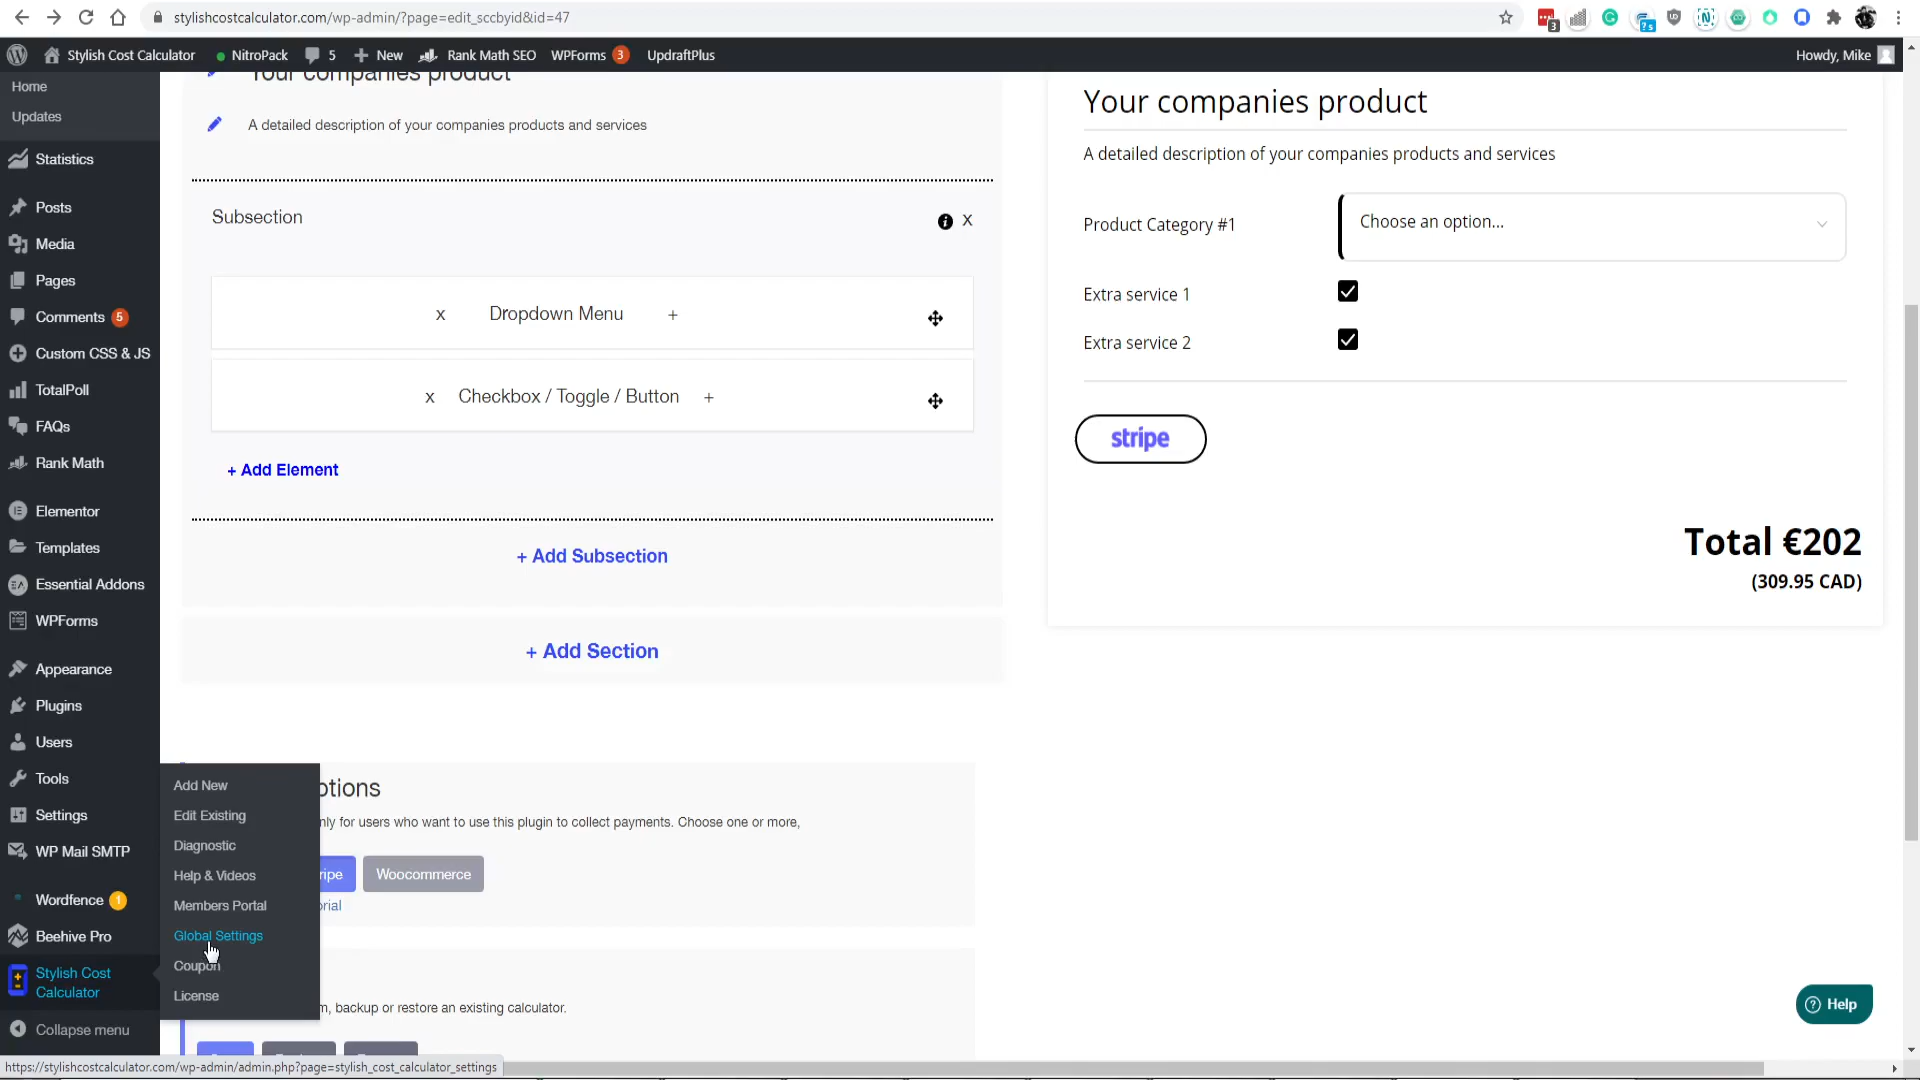 stylishcostcalculator.com/wp-admin/?page=edit_sccbyid&id=47
3
?s
Stylish Cost Calculator
NitroPack
5
New
Rank Math SEO
WPForms 3
UpdraftPlus
Howdy, Mike
Home
Updates
Statistics
Posts
Media
Pages
Comments 5
Custom CSS & JS
TotalPoll
FAQs
Rank Math
Elementor
Templates
Essential Addons
WPForms
Appearance
Plugins
Users
Tools
Settings
WP Mail SMTP
Wordfence 1
Beehive Pro
Stylish Cost
Calculator
Collapse menu
Add New
Edit Existing
Diagnostic
Help & Videos
Members Portal
Global Settings
Coupon
License
Your companies product
A detailed description of your companies products and services
Subsection
X
x Dropdown Menu +
x Checkbox / Toggle / Button +
+ Add Element
+ Add Subsection
+ Add Section
ptions
nly for users who want to use this plugin to collect payments. Choose one or more,
ripe
Woocommerce
orial
m, backup or restore an existing calculator.
Your companies product
A detailed description of your companies products and services
Product Category #1
Choose an option...
Extra service 1
Extra service 2
stripe
Total €202
(309.95 CAD)
Help
https://stylishcostcalculator.com/wp-admin/admin.php?page=stylish_cost_calculator_settings